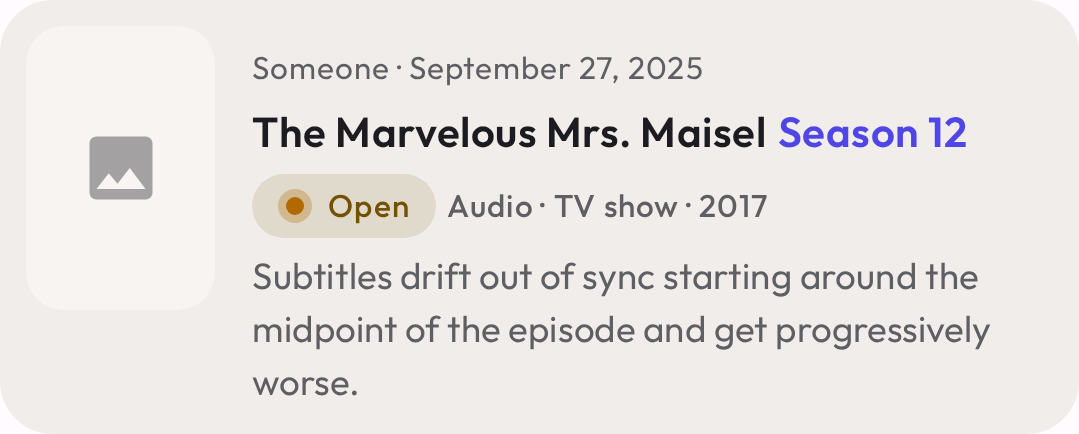 Someone · September 27, 2025
The Marvelous Mrs. Maisel Season 12
Open Audio · TV show · 2017
Subtitles drift out of sync starting around the
midpoint of the episode and get progressively
worse.